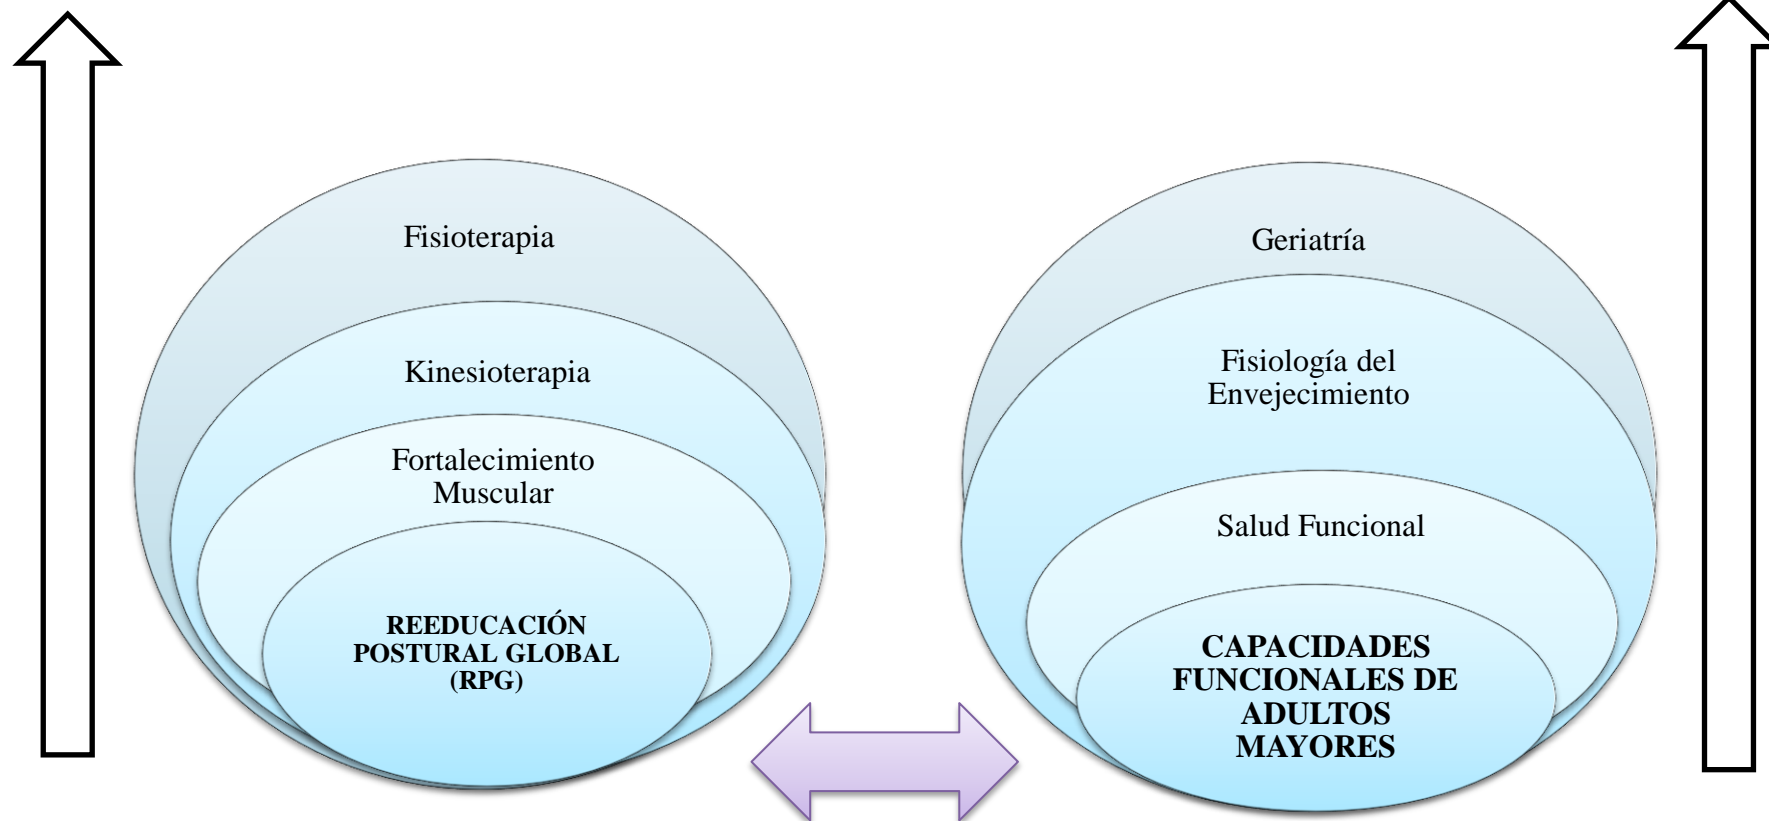 Fisioterapia
Kinesioterapia
Fortalecimiento
Muscular
REEDUCACIÓN
POSTURAL GLOBAL
(RPG)
Geriatría
Fisiología del
Envejecimiento
Salud Funcional
CAPACIDADES
FUNCIONALES DE
ADULTOS
MAYORES